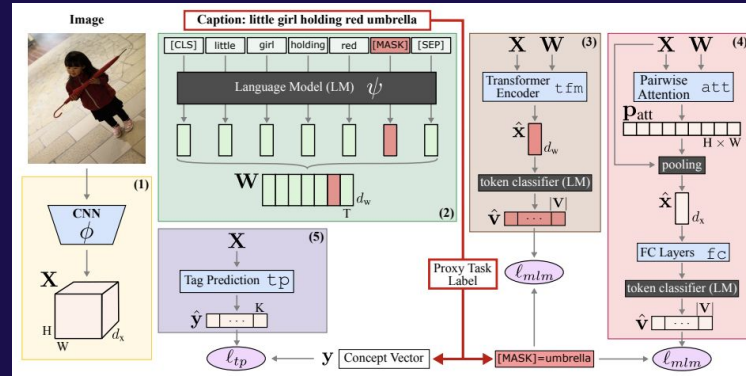 Image
Caption: little girl holding red umbrella
[CLS] little girl holding red [MASK] [SEP]
Language Model (LM) ψ
W
d_w
T
(2)
(1)
CNN
ϕ
X
H
W
d_x
(5)
X
Tag Prediction tp
K
ŷ ···
ℓ_tp
y Concept Vector
Proxy Task
Label
[MASK]=umbrella
(3)
X W
Transformer
Encoder tfm
x̂
d_w
token classifier (LM)
|V|
v̂ ···
ℓ_mlm
(4)
X W
Pairwise
Attention att
p_att
H × W
pooling
x̂
d_x
FC Layers fc
token classifier (LM)
|V|
v̂ ···
ℓ_mlm